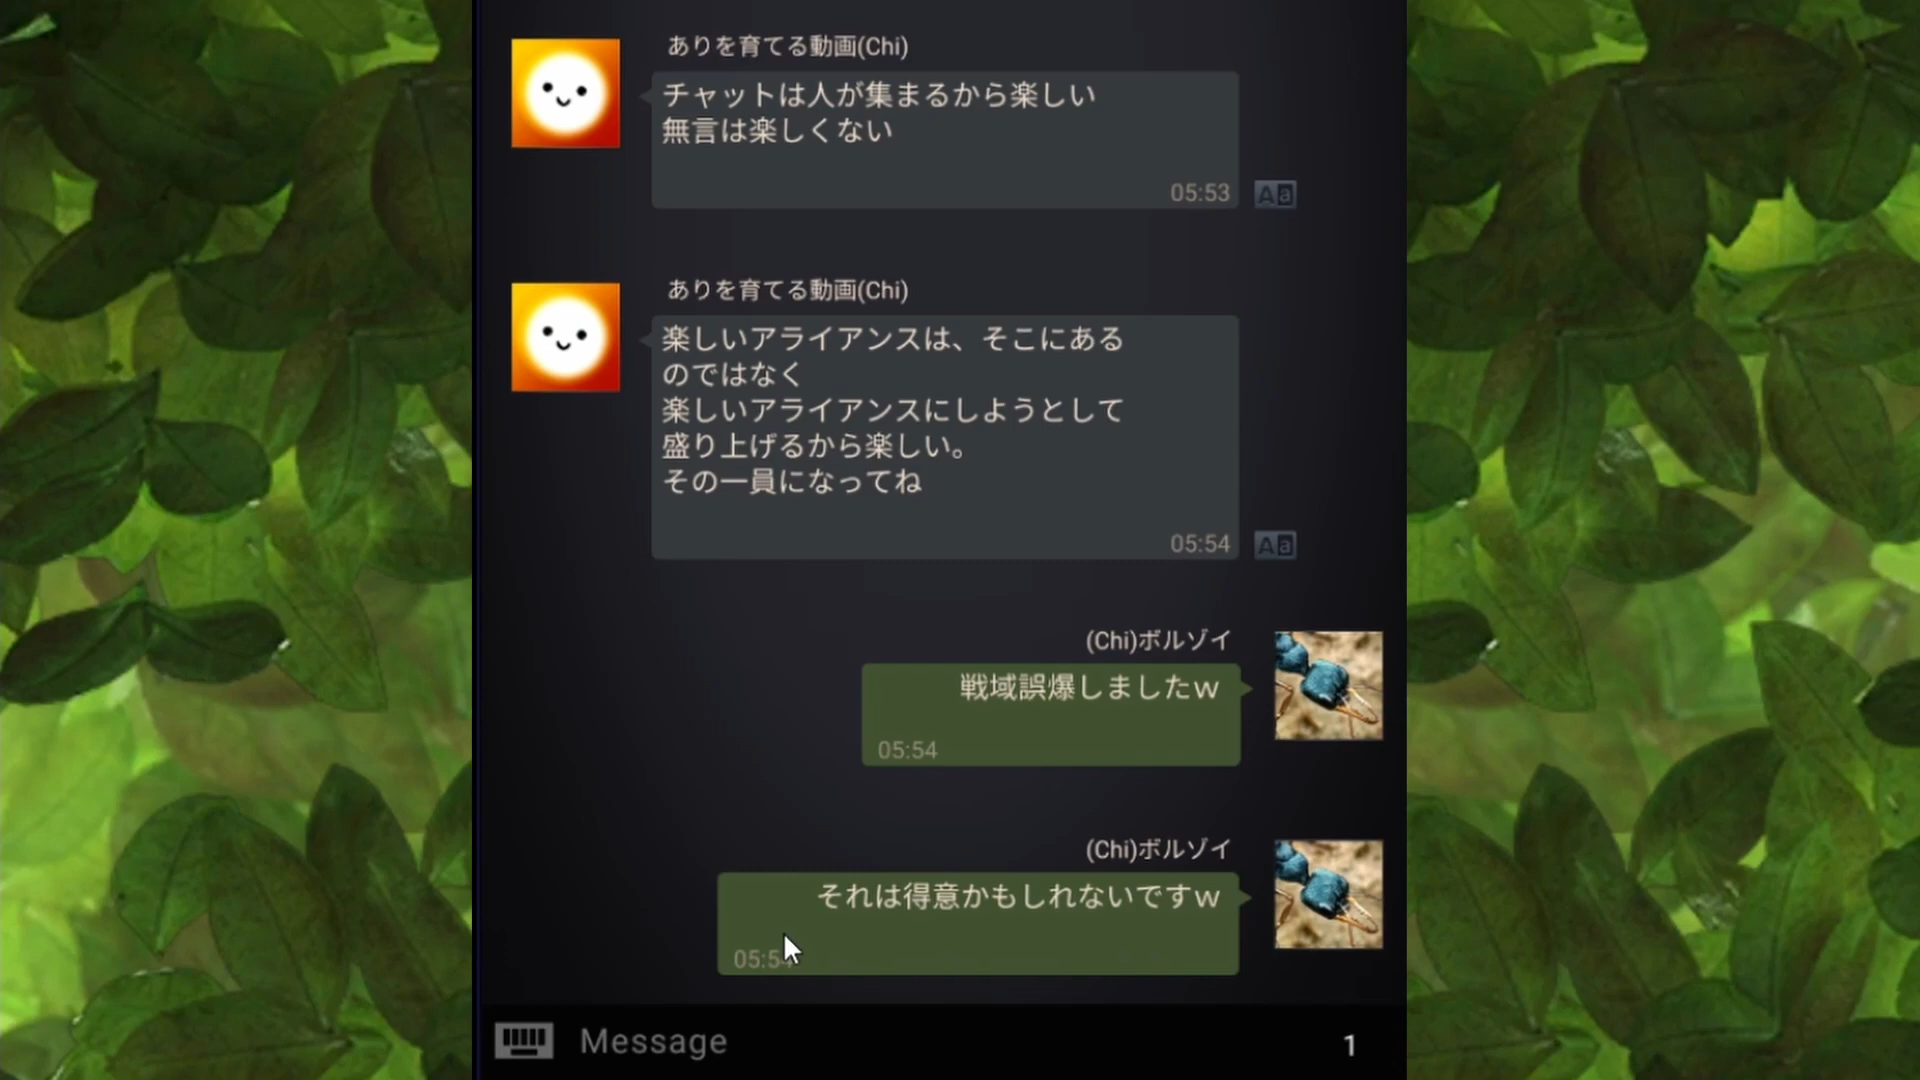 ありを育てる動画(Chi)
チャットは人が集まるから楽しい
無言は楽しくない
05:53
Aa
ありを育てる動画(Chi)
楽しいアライアンスは、そこにある
のではなく
楽しいアライアンスにしようとして
盛り上げるから楽しい。
その一員になってね
05:54
Aa
(Chi)ボルゾイ
戦域誤爆しましたw
05:54
(Chi)ボルゾイ
それは得意かもしれないですw
05:54
Message
1